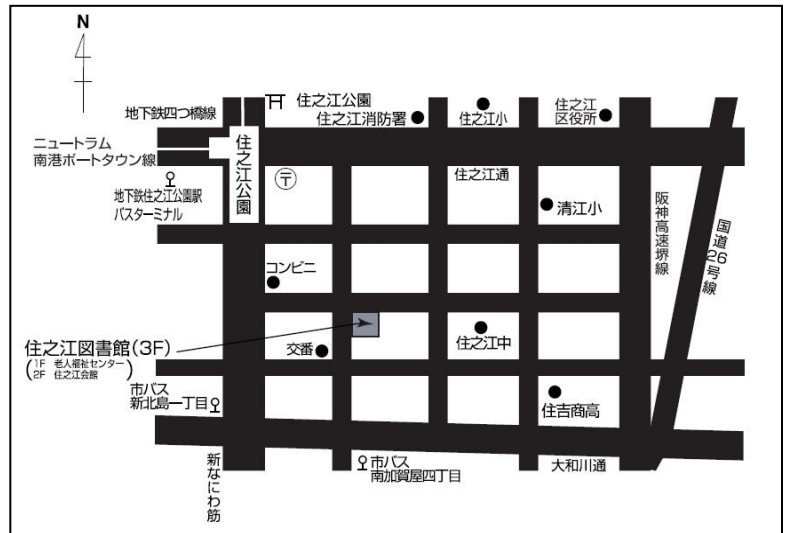 N
地下鉄四つ橋線
住之江公園
住之江消防署
住之江小
住之江
区役所
ニュートラム
南港ポートタウン線
住之江公園
〒
住之江通
地下鉄住之江公園駅
バスターミナル
清江小
阪神高速堺線
国道26号線
コンビニ
住之江図書館(3F)
(1F 老人福祉センター
2F 住之江会館)
交番
住之江中
市バス
新北島一丁目
住吉商高
新なにわ筋
市バス
南加賀屋四丁目
大和川通